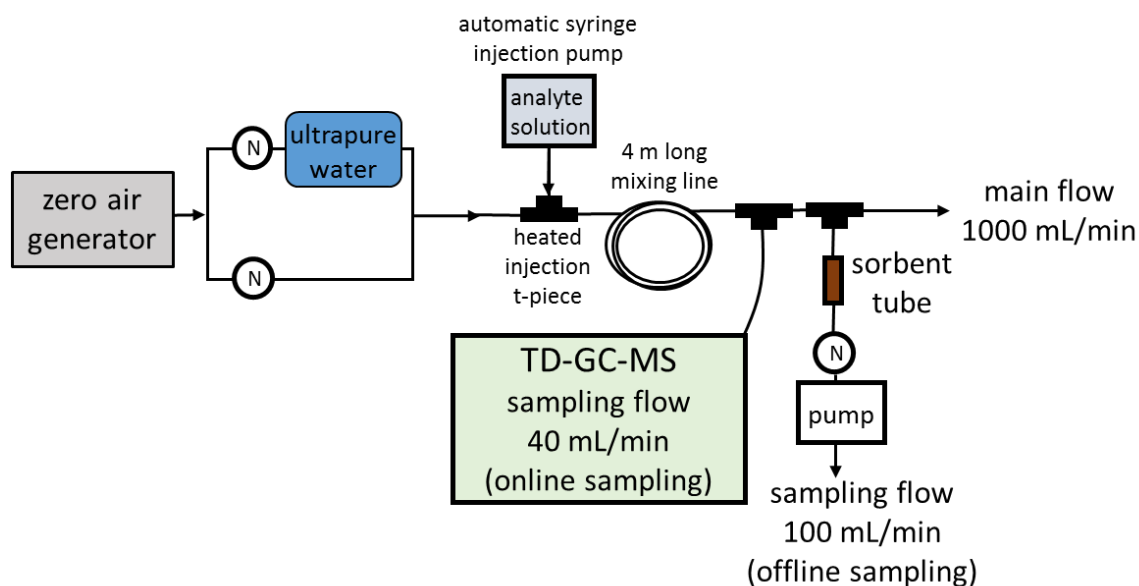 automatic syringe
injection pump
analyte
solution
N
ultrapure
water
4 m long
mixing line
zero air
generator
main flow
1000 mL/min
heated
injection
t-piece
N
sorbent
tube
N
TD-GC-MS
sampling flow
40 mL/min
(online sampling)
pump
sampling flow
100 mL/min
(offline sampling)